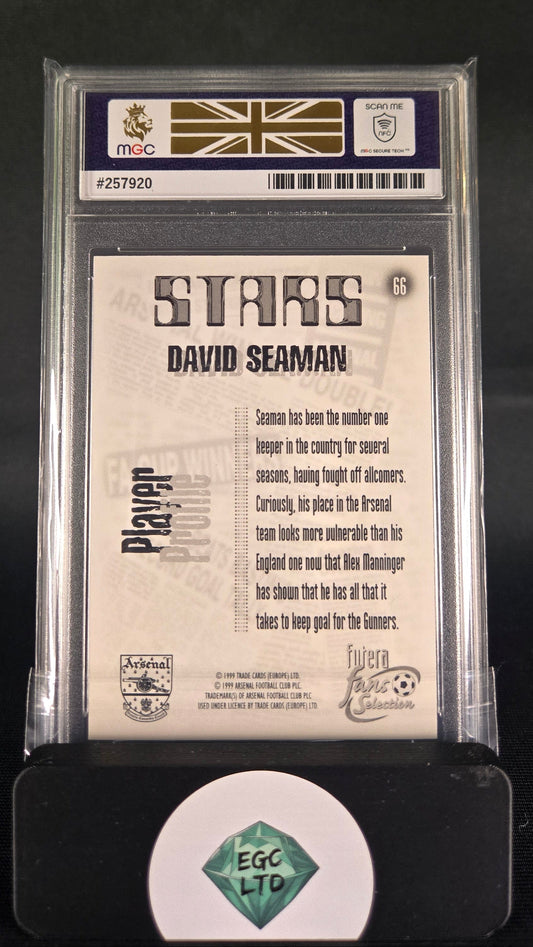 MGC
SCAN ME
NFC
MGC SECURE TECH™
#257920
STARS
66
DAVID SEAMAN
Player
Profile
Seaman has been the number one
keeper in the country for several
seasons, having fought off allcomers.
Curiously, his place in the Arsenal
team looks more vulnerable than his
England one now that Alex Manninger
has shown that he has all that it
takes to keep goal for the Gunners.
Arsenal
© 1999 TRADE CARDS (EUROPE) LTD.
© 1999 ARSENAL FOOTBALL CLUB PLC.
TRADEMARK(S) OF ARSENAL FOOTBALL CLUB PLC
USED UNDER LICENCE BY TRADE CARDS (EUROPE) LTD.
Futera
Fans
Selection
EGC
LTD